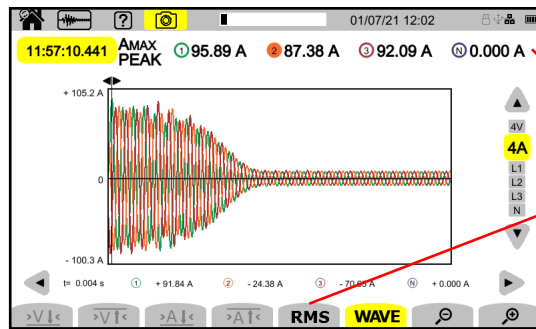 ? 01/07/21 12:02
11:57:10.441 AMAX PEAK 1 95.89 A 2 87.38 A 3 92.09 A N 0.000 A
+ 105.2 A
0
- 100.3 A
4V
4A
L1
L2
L3
N
t= 0.004 s 1 + 91.84 A 2 - 24.38 A 3 N + 0.000 A
>V↓< >V↑< >A↓< >A↑< RMS WAVE